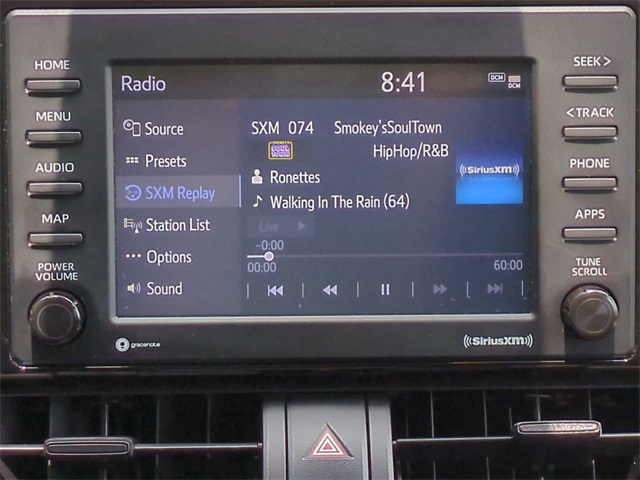 HOME
MENU
AUDIO
MAP
POWER
VOLUME
Radio
8:41
DCM
DCM
Source
Presets
SXM Replay
Station List
Options
Sound
SXM 074 Smokey'sSoulTown
HipHop/R&B
((SiriusXM))
Ronettes
Walking In The Rain (64)
Live
-0:00
00:00
60:00
SEEK >
< TRACK
PHONE
APPS
TUNE
SCROLL
gracenote
((SiriusXM))